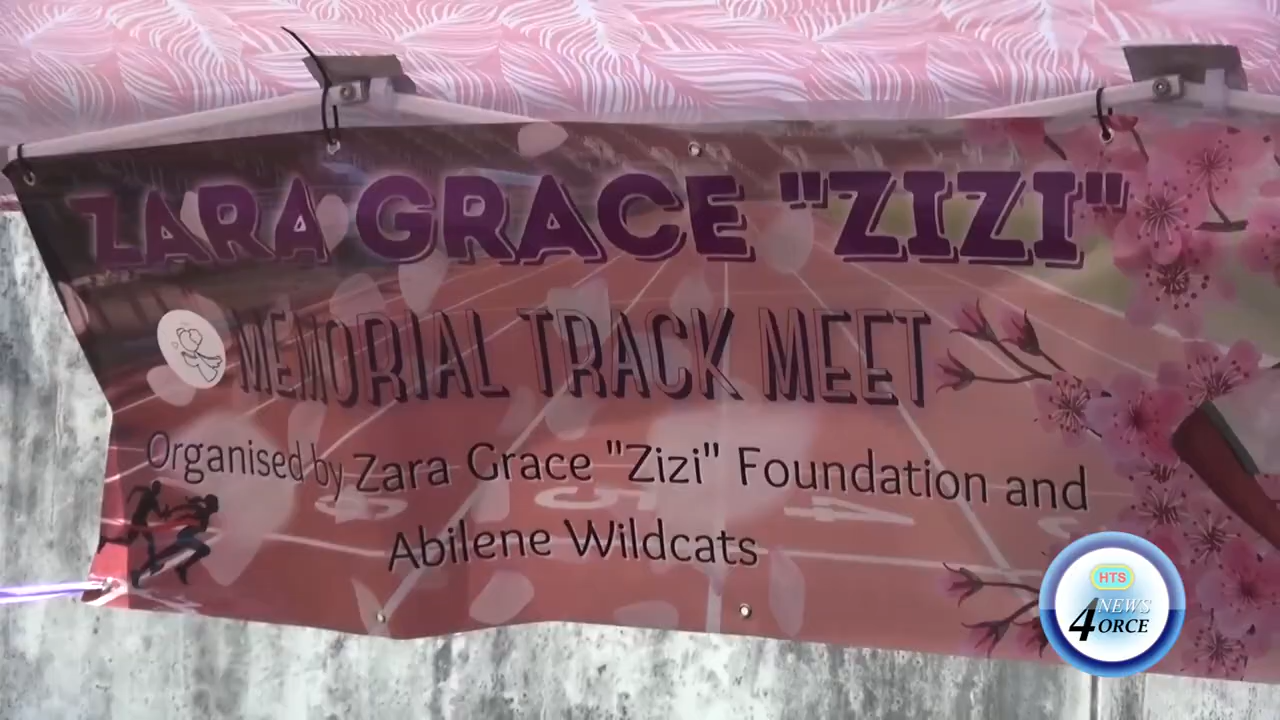 ZARA GRACE "ZIZI"
MEMORIAL TRACK MEET
Organised by Zara Grace "Zizi" Foundation and
Abilene Wildcats
HTS
NEWS
4ORCE